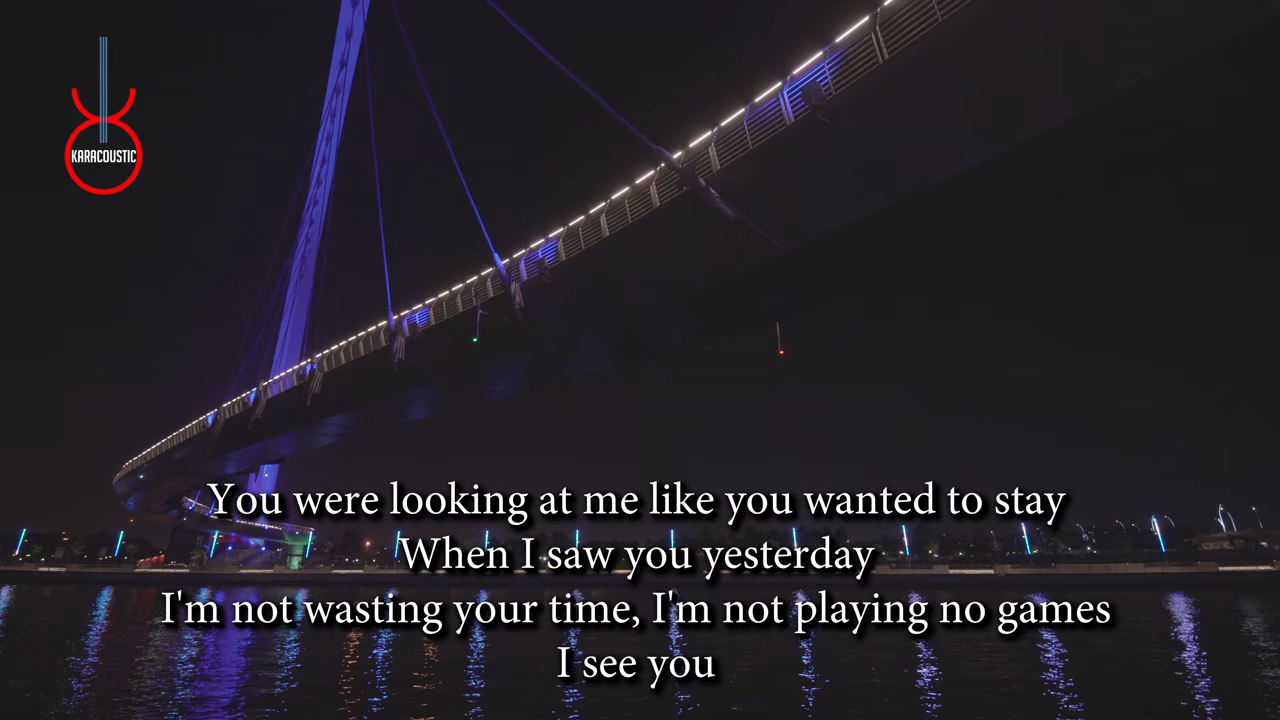 KARACOUSTIC
You were looking at me like you wanted to stay
When I saw you yesterday
I'm not wasting your time, I'm not playing no games
I see you